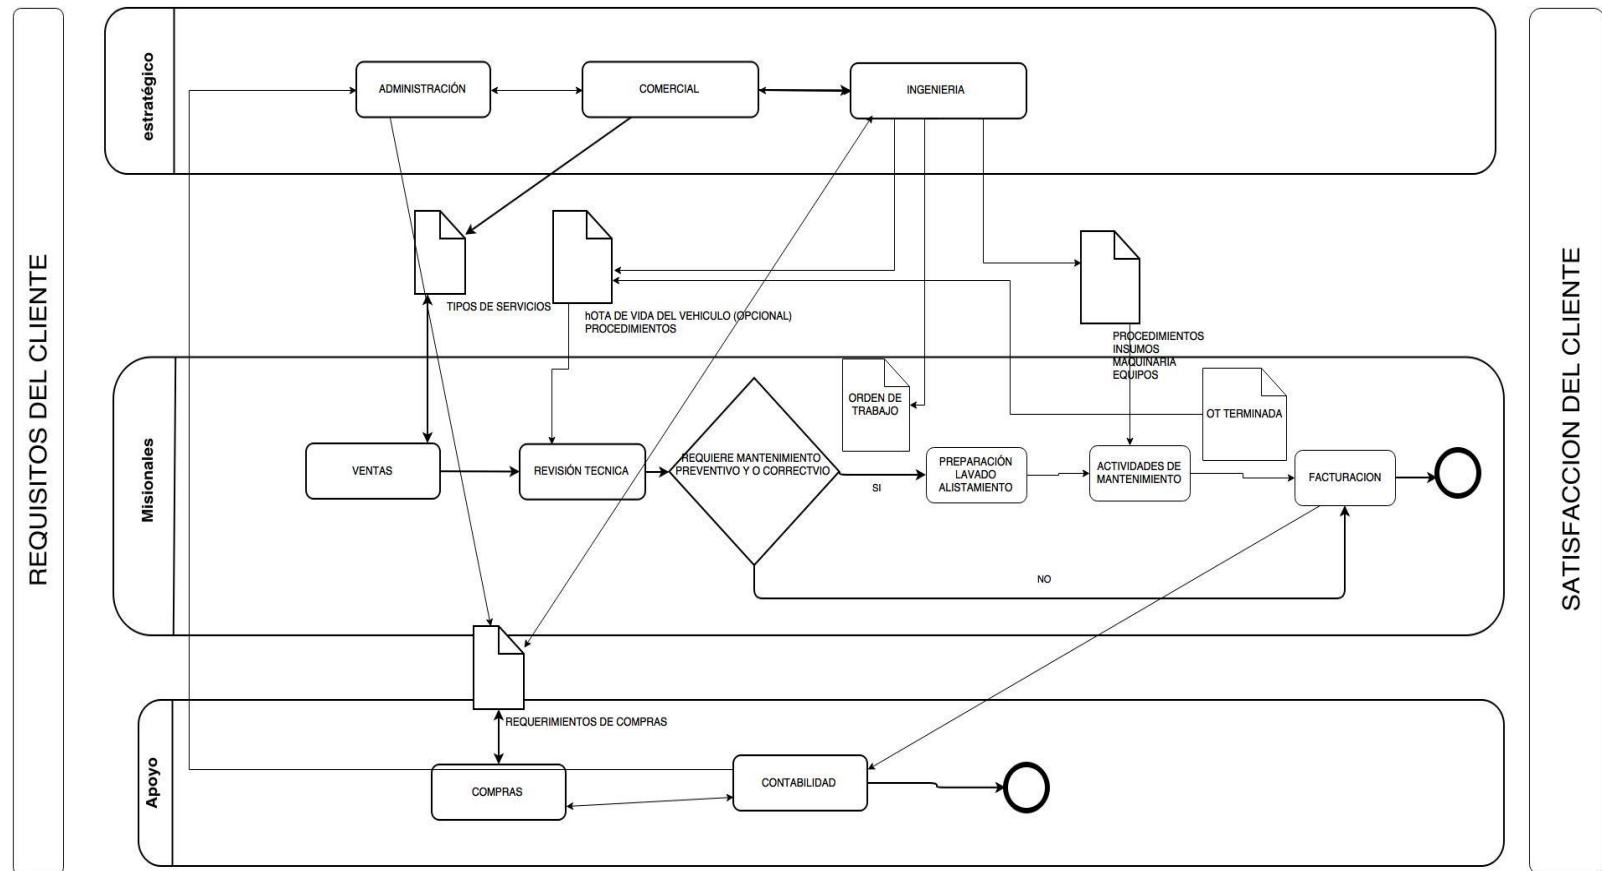 REQUISITOS DEL CLIENTE
estratégico
ADMINISTRACIÓN
COMERCIAL
INGENIERIA
TIPOS DE SERVICIOS
hOTA DE VIDA DEL VEHICULO (OPCIONAL)
PROCEDIMIENTOS
PROCEDIMIENTOS
INSUMOS
MAQUINARIA
EQUIPOS
Misionales
VENTAS
REVISIÓN TECNICA
REQUIERE MANTENIMIENTO
PREVENTIVO Y O CORRECTVIO
SI
NO
ORDEN DE
TRABAJO
PREPARACIÓN
LAVADO
ALISTAMIENTO
ACTIVIDADES DE
MANTENIMIENTO
OT TERMINADA
FACTURACION
REQUERIMIENTOS DE COMPRAS
Apoyo
COMPRAS
CONTABILIDAD
SATISFACCION DEL CLIENTE